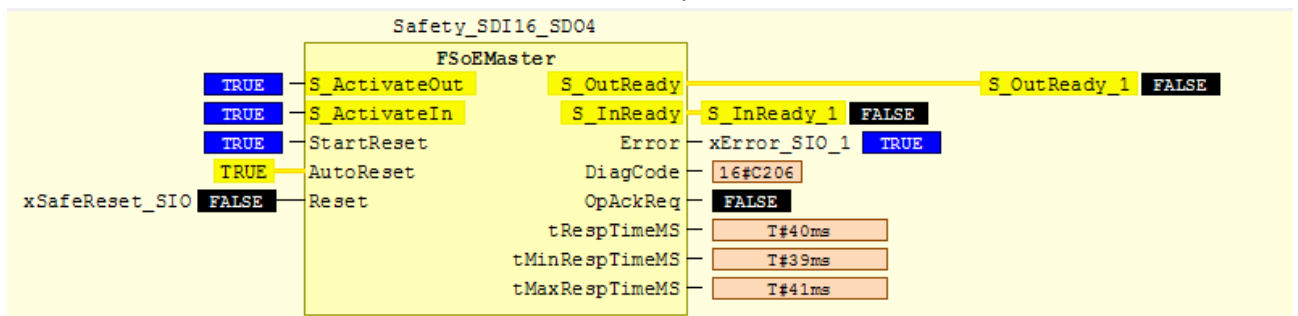 Safety_SDI16_SDO4
FSoEMaster
TRUE S_ActivateOut S_OutReady S_OutReady_1 FALSE
TRUE S_ActivateIn S_InReady S_InReady_1 FALSE
TRUE StartReset Error xError_SIO_1 TRUE
TRUE AutoReset DiagCode 16#C206
xSafeReset_SIO FALSE Reset OpAckReq FALSE
tRespTimeMS T#40ms
tMinRespTimeMS T#39ms
tMaxRespTimeMS T#41ms